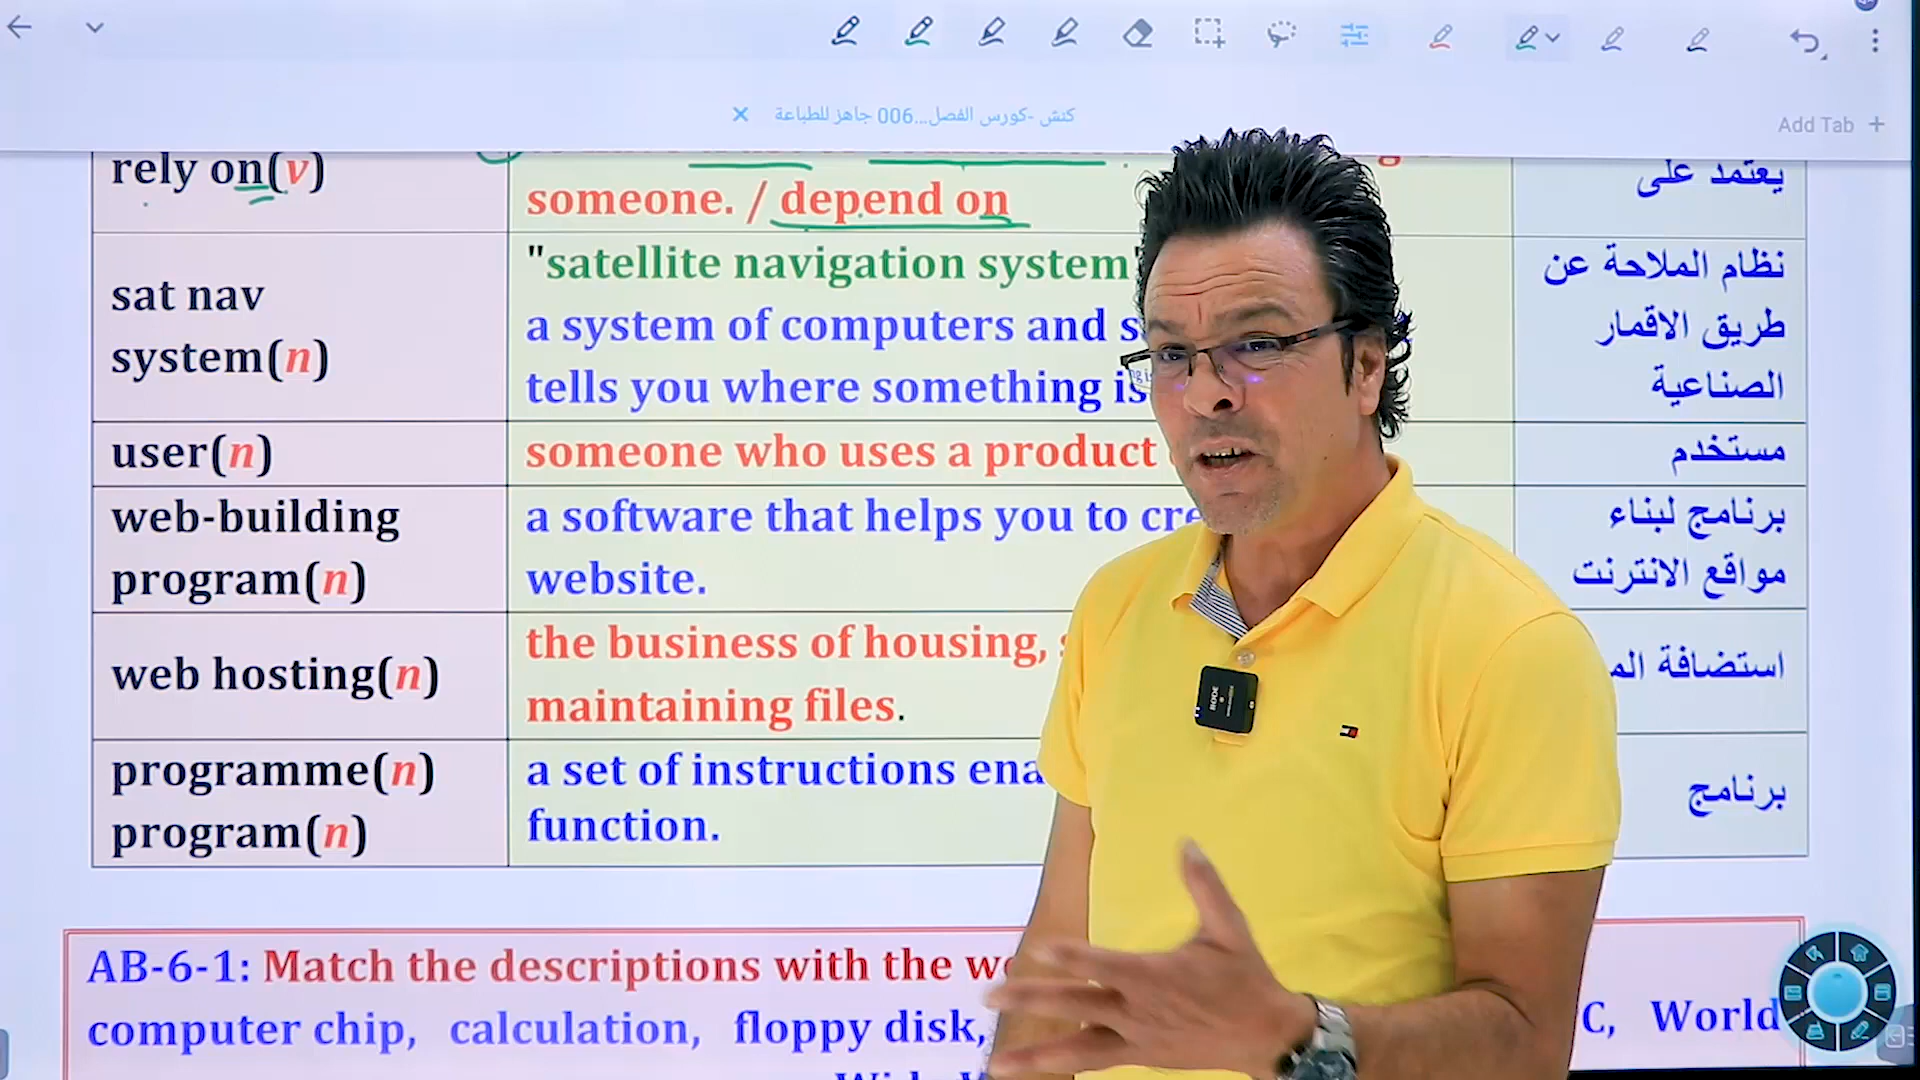 كنش -كورس الفصل...006 جاهز للطباعة
Add Tab +
rely on(v)
someone. / depend on
يعتمد على
sat nav
system(n)
"satellite navigation system"
a system of computers and
tells you where something is
نظام الملاحة عن
طريق الاقمار
الصناعية
user(n)
someone who uses a product
مستخدم
web-building
program(n)
a software that helps you to
website.
برنامج لبناء
مواقع الانترنت
web hosting(n)
the business of housing,
maintaining files.
استضافة
programme(n)
program(n)
a set of instructions
function.
برنامج
AB-6-1: Match the descriptions with the
computer chip, calculation, floppy disk,
World
RODE